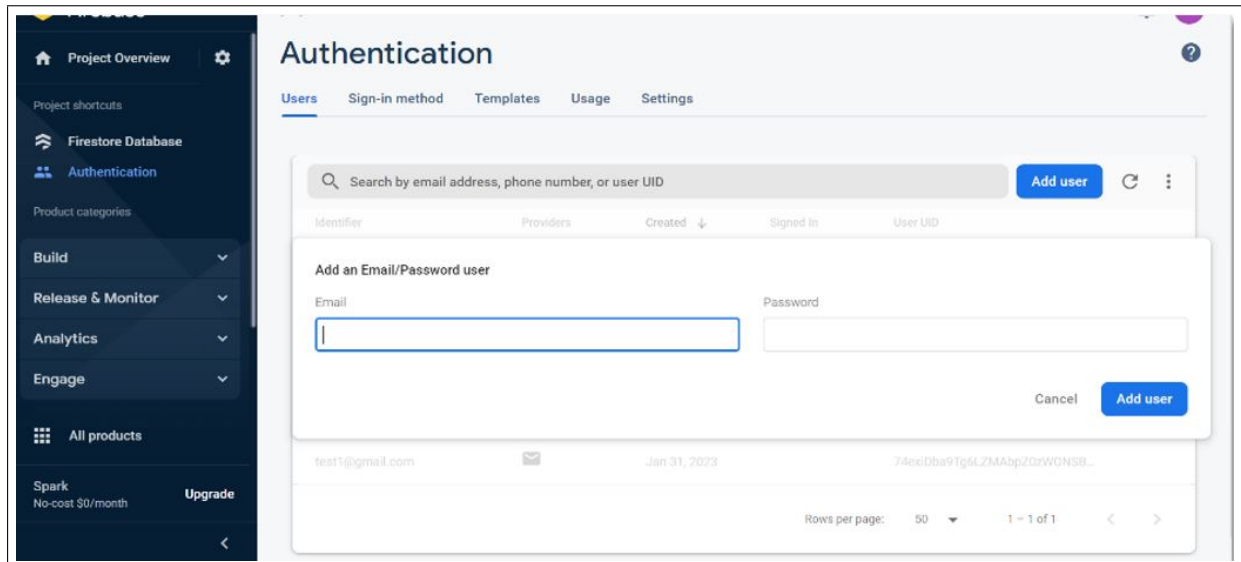 Project Overview
Project shortcuts
Firestore Database
Authentication
Product categories
Build
Release & Monitor
Analytics
Engage
All products
Spark
No-cost $0/month
Upgrade
Authentication
Users Sign-in method Templates Usage Settings
Search by email address, phone number, or user UID
Add user
Identifier Providers Created Signed In User UID
Add an Email/Password user
Email Password
Cancel Add user
test1@gmail.com Jan 31, 2023
Rows per page: 50 1 – 1 of 1